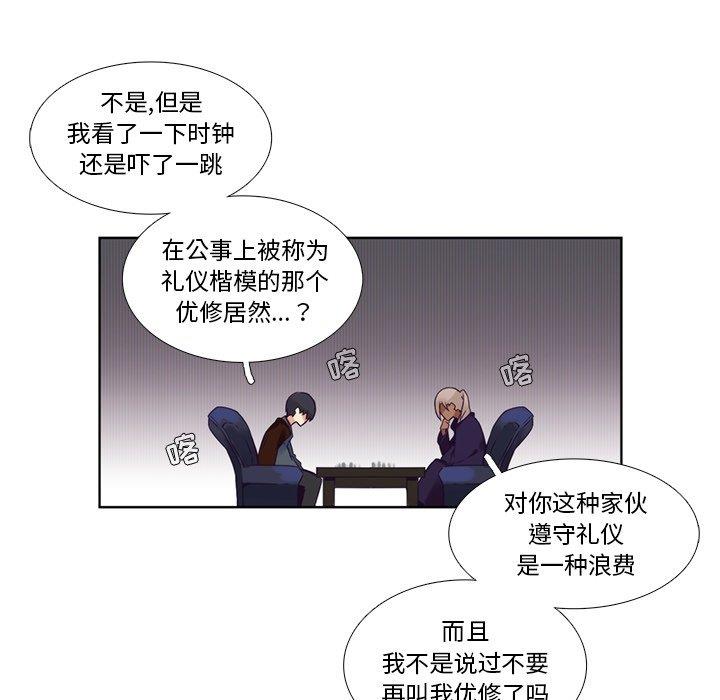 不是,但是
我看了一下时钟
还是吓了一跳
在公事上被称为
礼仪楷模的那个
优修居然...？
喀
喀
喀
对你这种家伙
遵守礼仪
是一种浪费
而且
我不是说过不要
再叫我优修了吗